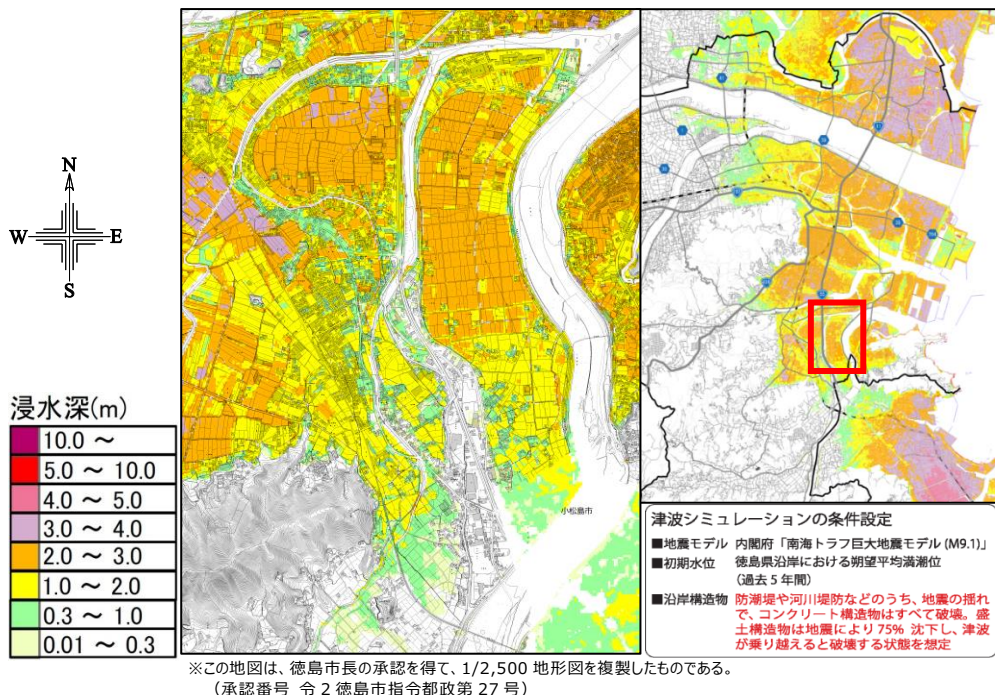 N
W E
S
浸水深(m)
10.0 ～
5.0 ～ 10.0
4.0 ～ 5.0
3.0 ～ 4.0
2.0 ～ 3.0
1.0 ～ 2.0
0.3 ～ 1.0
0.01 ～ 0.3
小松島市
津波シミュレーションの条件設定
■地震モデル 内閣府「南海トラフ巨大地震モデル(M9.1)」
■初期水位 徳島県沿岸における朔望平均満潮位
(過去5年間)
■沿岸構造物 防潮堤や河川堤防などのうち、地震の揺れ
で、コンクリート構造物はすべて破壊。盛
土構造物は地震により75% 沈下し、津波
が乗り越えると破壊する状態を想定
※この地図は、徳島市長の承認を得て、1/2,500 地形図を複製したものである。
(承認番号 令2徳島市指令都政第27号)